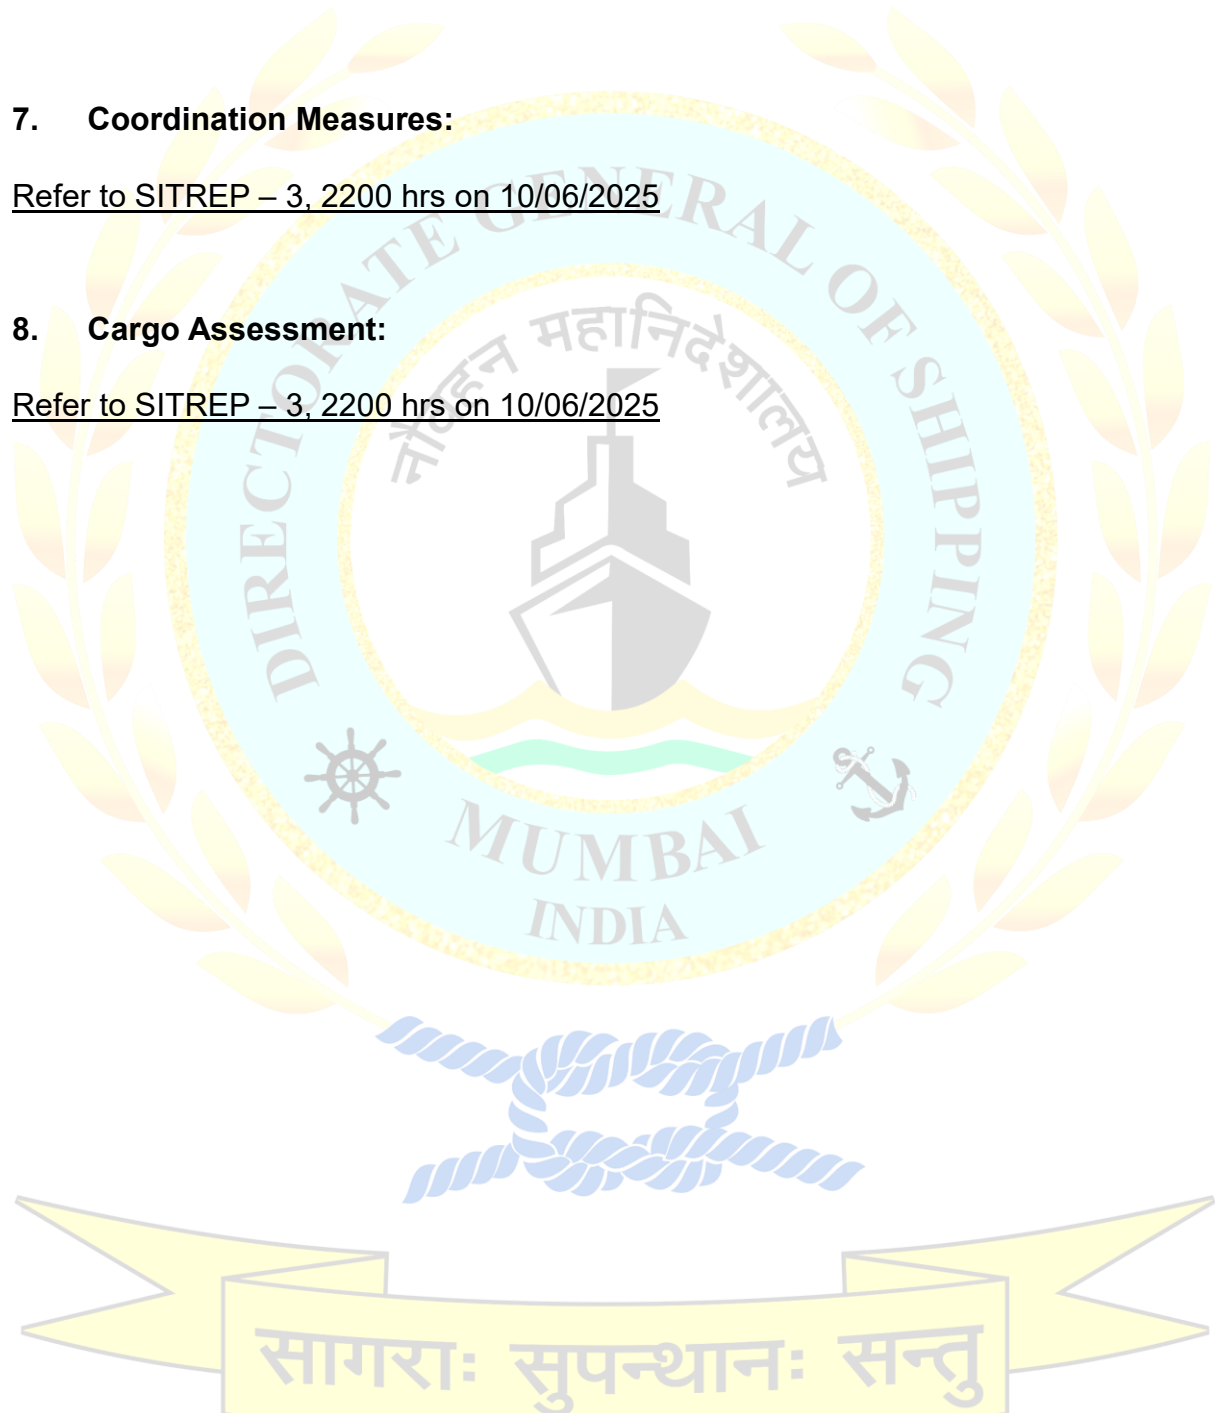 7. Coordination Measures:
Refer to SITREP – 3, 2200 hrs on 10/06/2025
8. Cargo Assessment:
Refer to SITREP – 3, 2200 hrs on 10/06/2025
DIRECTORATE GENERAL OF SHIPPING
नौवहन महानिदेशालय
MUMBAI
INDIA
सागराः सुपन्थानः सन्तु